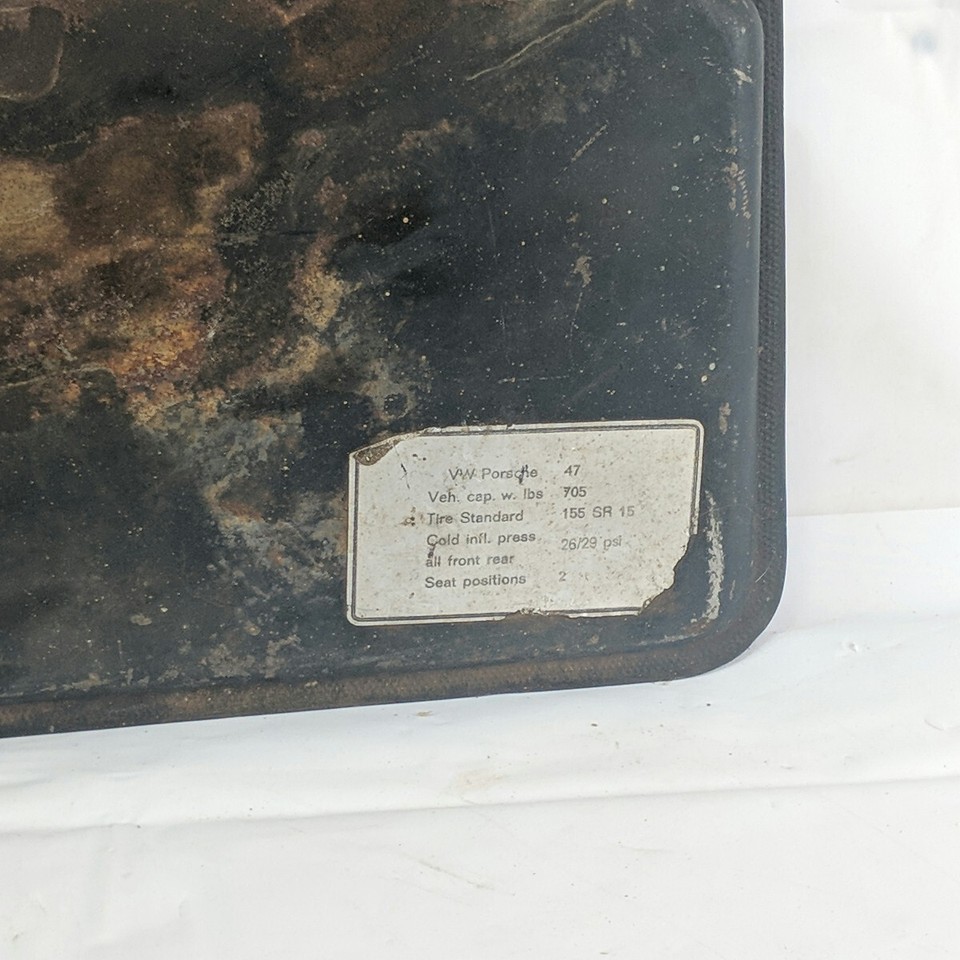 VW Porsche 47
Veh. cap. w. lbs 705
Tire Standard 155 SR 15
Cold infl. press
all front rear 26/29 psi
Seat positions 2